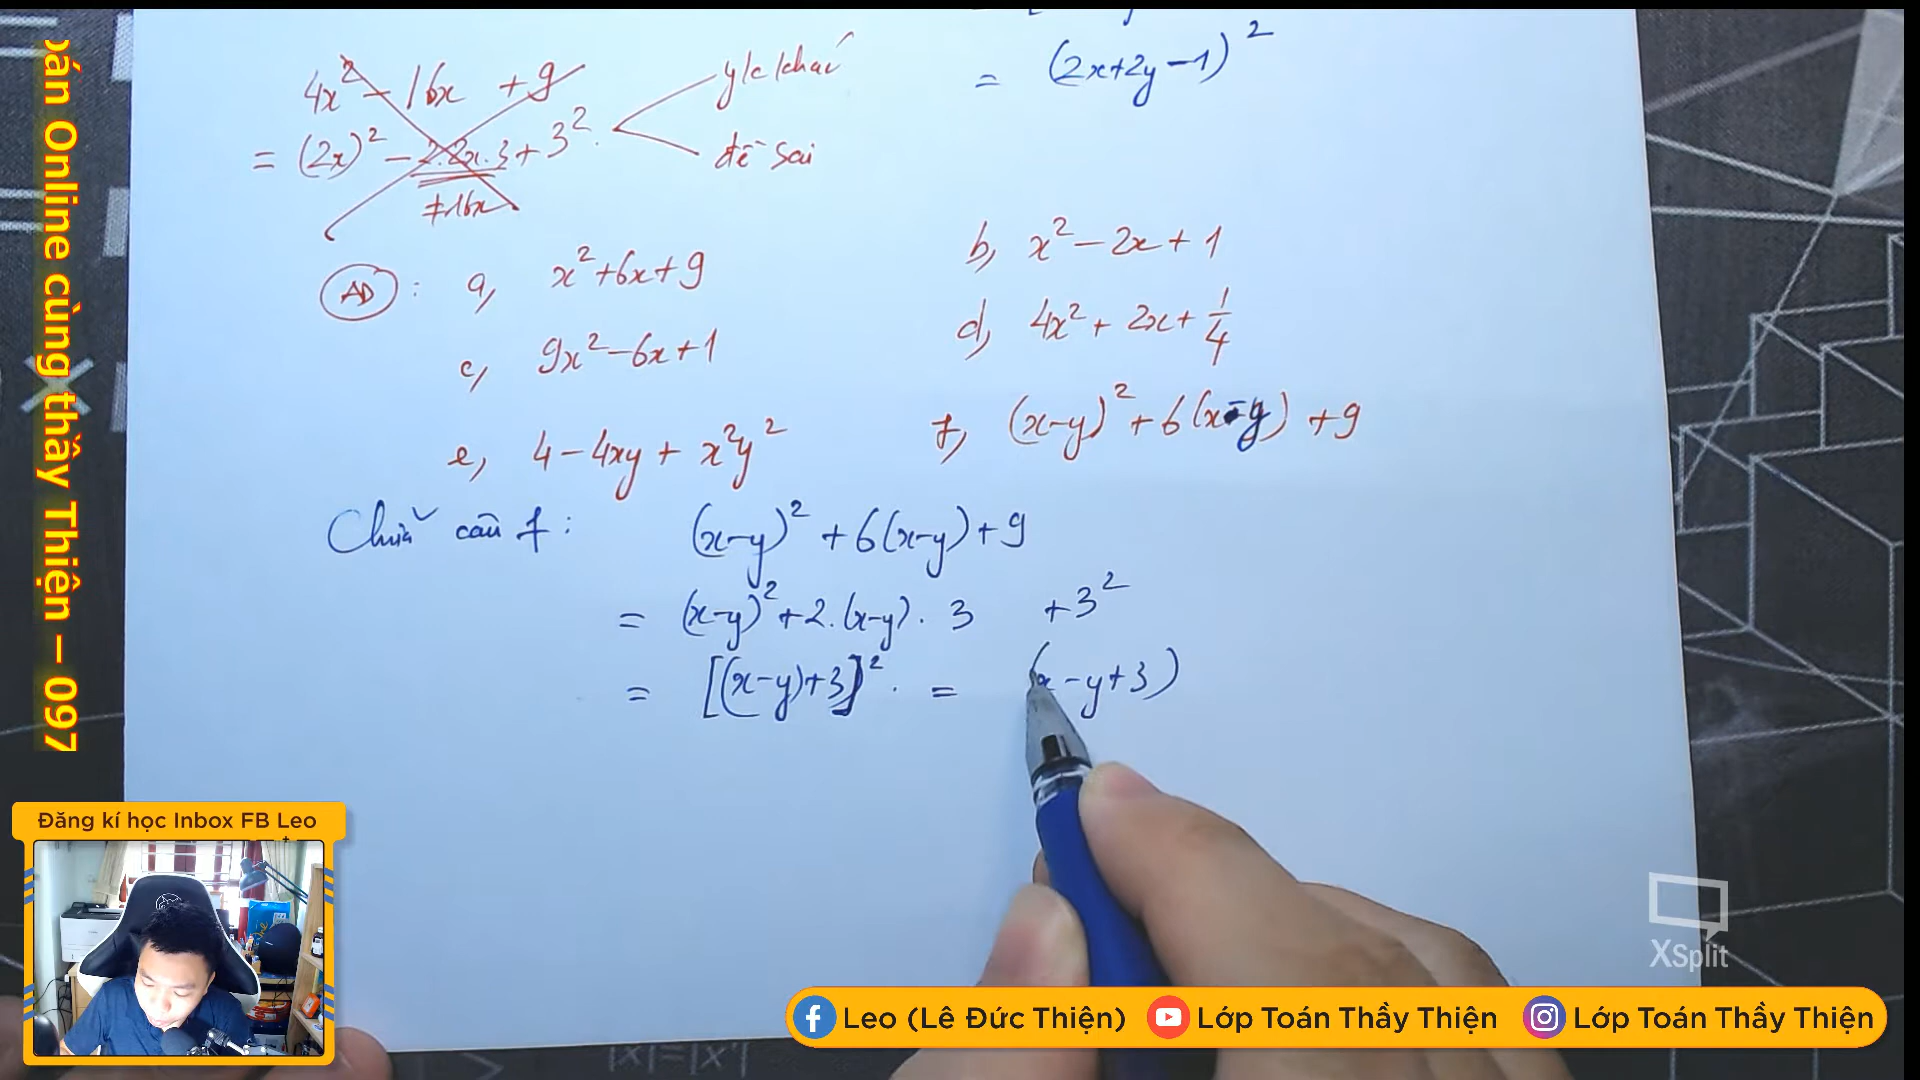 4x² - 16x + 9
= (2x)² - 2.2x.3 + 3².
≠16x
y/c khai
đề sai
= (2x+2y-1)²
AD : a, x² + 6x + 9
b, x² - 2x + 1
c, 9x² - 6x + 1
d, 4x² + 2x + 1/4
e, 4 - 4xy + x²y²
f, (x-y)² + 6(x-y) + 9
Chữa câu f : (x-y)² + 6(x-y) + 9
= (x-y)² + 2.(x-y).3 + 3²
= [(x-y)+3]². = (x-y+3)
oán Online cùng thầy Thiện – 097
Đăng kí học Inbox FB Leo
XSplit
Leo (Lê Đức Thiện) Lớp Toán Thầy Thiện Lớp Toán Thầy Thiện